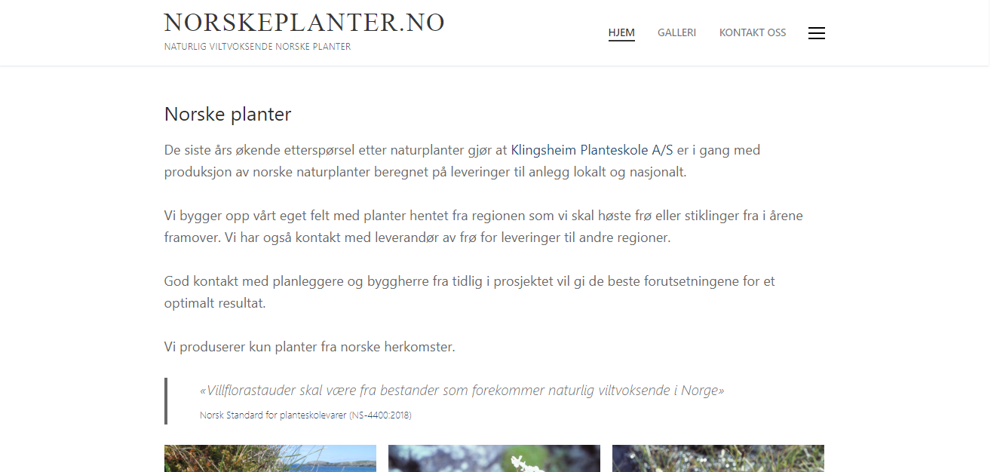 NORSKEPLANTER.NO
NATURLIG VILTVOKSENDE NORSKE PLANTER
HJEM GALLERI KONTAKT OSS
Norske planter
De siste års økende etterspørsel etter naturplanter gjør at Klingsheim Planteskole A/S er i gang med
produksjon av norske naturplanter beregnet på leveringer til anlegg lokalt og nasjonalt.
Vi bygger opp vårt eget felt med planter hentet fra regionen som vi skal høste frø eller stiklinger fra i årene
framover. Vi har også kontakt med leverandør av frø for leveringer til andre regioner.
God kontakt med planleggere og byggherre fra tidlig i prosjektet vil gi de beste forutsetningene for et
optimalt resultat.
Vi produserer kun planter fra norske herkomster.
«Villflorastauder skal være fra bestander som forekommer naturlig viltvoksende i Norge»
Norsk Standard for planteskolevarer (NS-4400:2018)